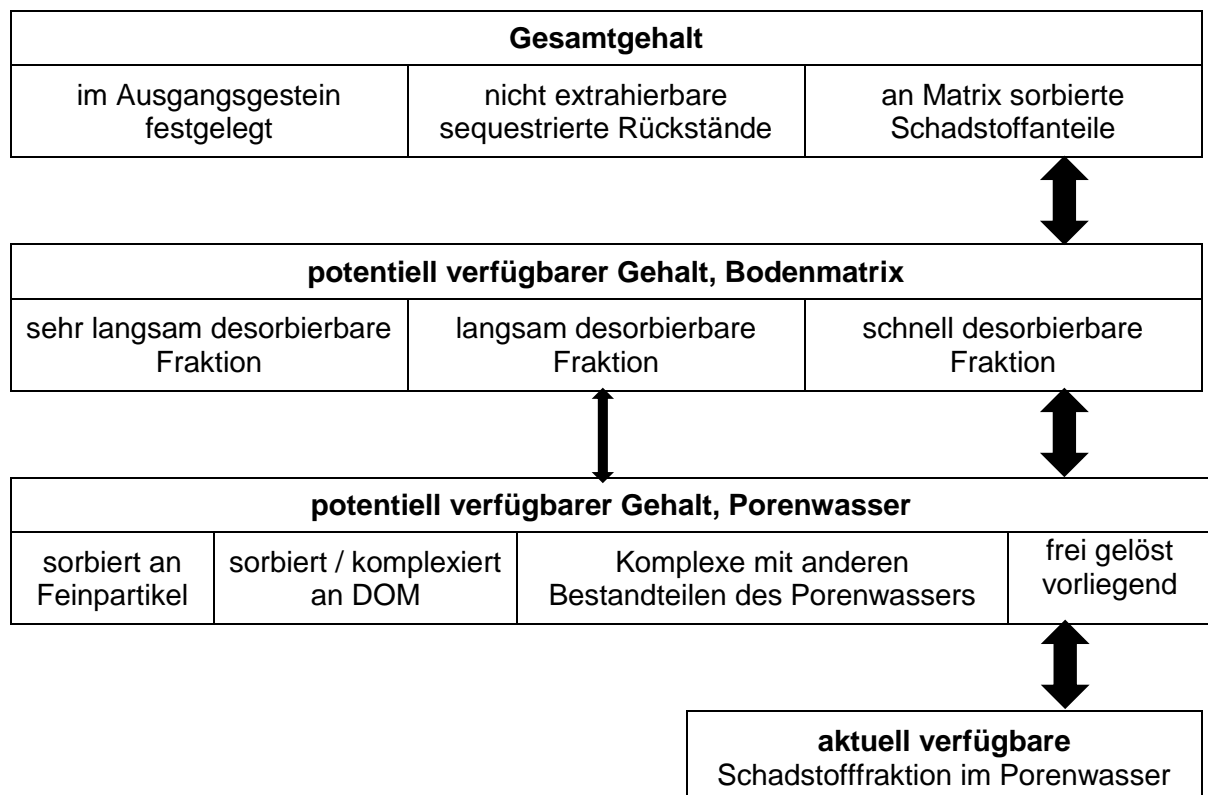 Gesamtgehalt
im Ausgangsgestein
festgelegt
nicht extrahierbare
sequestrierte Rückstände
an Matrix sorbierte
Schadstoffanteile
potentiell verfügbarer Gehalt, Bodenmatrix
sehr langsam desorbierbare
Fraktion
langsam desorbierbare
Fraktion
schnell desorbierbare
Fraktion
potentiell verfügbarer Gehalt, Porenwasser
sorbiert an
Feinpartikel
sorbiert / komplexiert
an DOM
Komplexe mit anderen
Bestandteilen des Porenwassers
frei gelöst
vorliegend
aktuell verfügbare
Schadstofffraktion im Porenwasser